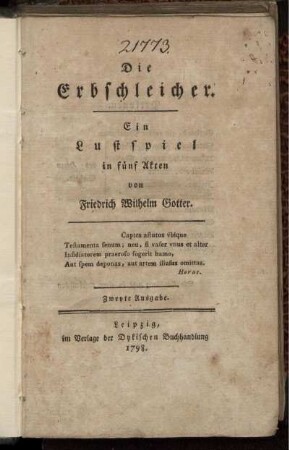 21773.
Die
Erbschleicher.
Ein
Lustspiel
in fünf Akten
von
Friedrich Wilhelm Gotter.
Captes astutus ubique
Testamenta senum; neu, si vafer unus et alter
Insidiatorem praeroso fugerit hamo,
Aut spem deponas, aut artem illusus omittas.
Horaz.
Zweyte Ausgabe.
Leipzig,
im Verlage der Dykischen Buchhandlung
1798.